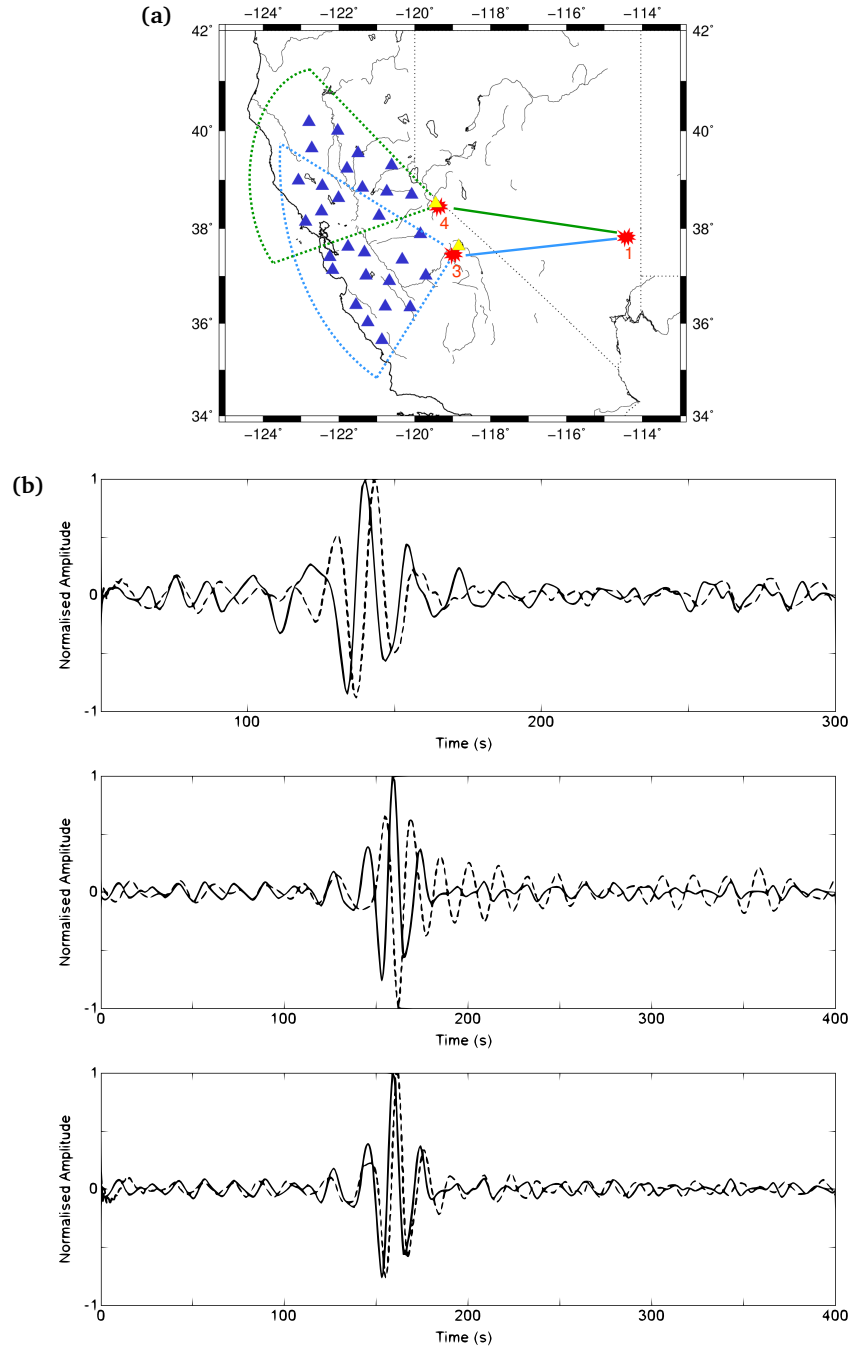 (a)
−124˚ −122˚ −120˚ −118˚ −116˚ −114˚
42˚ 42˚
40˚ 40˚
38˚ 38˚
36˚ 36˚
34˚ 34˚
4
1
3
−124˚ −122˚ −120˚ −118˚ −116˚ −114˚
(b)
Normalised Amplitude
1
0
-1
100 200 300
Time (s)
Normalised Amplitude
1
0
-1
0 100 200 300 400
Time (s)
Normalised Amplitude
1
0
-1
0 100 200 300 400
Time (s)